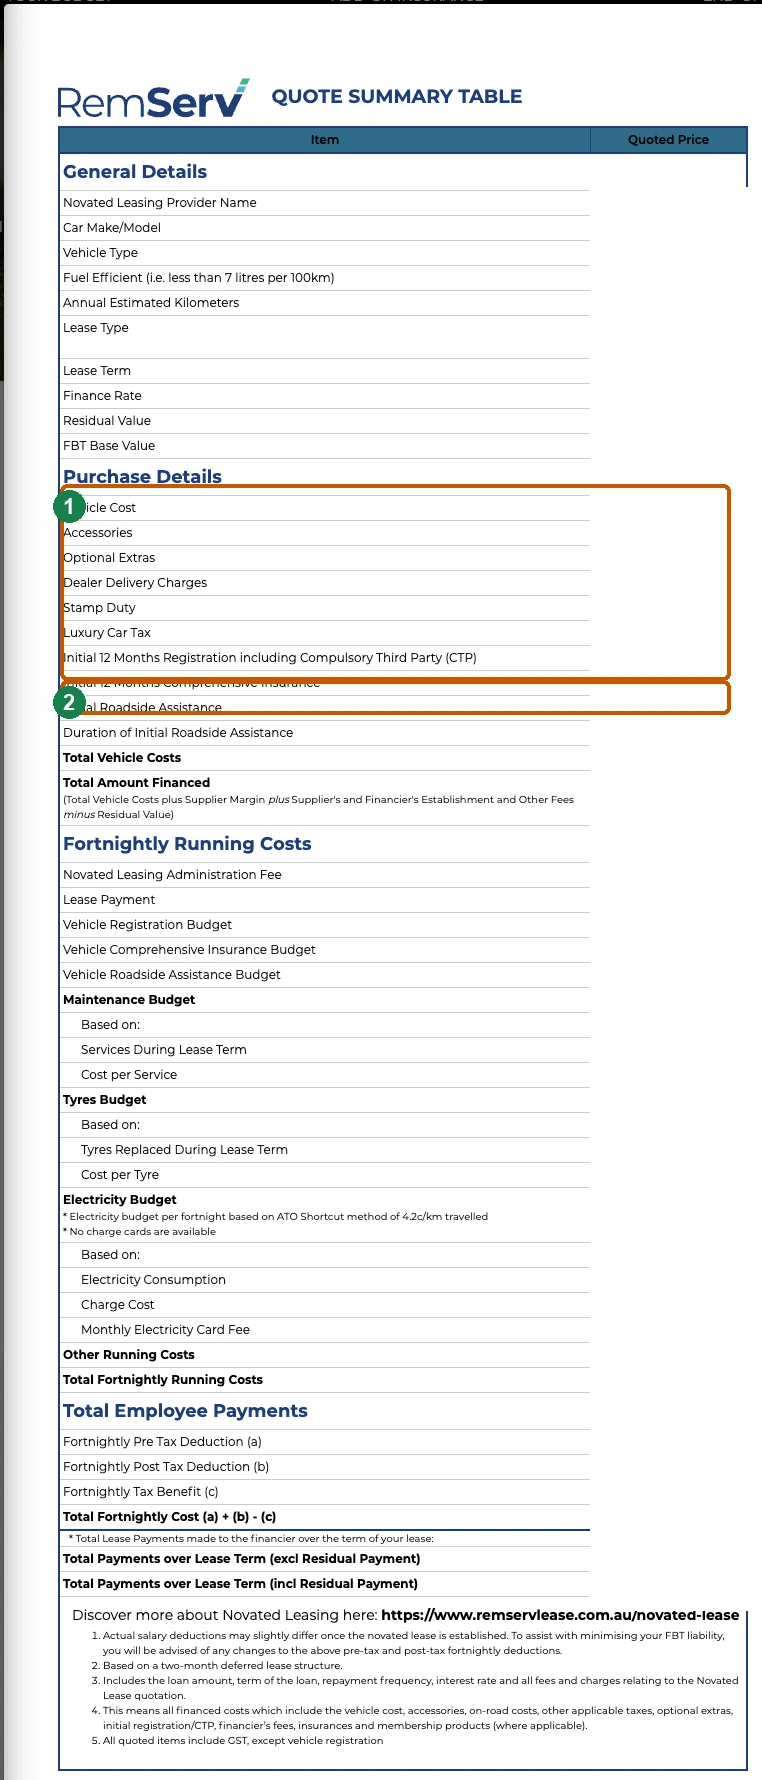 RemServ QUOTE SUMMARY TABLE
Item Quoted Price
General Details
Novated Leasing Provider Name
Car Make/Model
Vehicle Type
Fuel Efficient (i.e. less than 7 litres per 100km)
Annual Estimated Kilometers
Lease Type
Lease Term
Finance Rate
Residual Value
FBT Base Value
Purchase Details
1
icle Cost
Accessories
Optional Extras
Dealer Delivery Charges
Stamp Duty
Luxury Car Tax
Initial 12 Months Registration including Compulsory Third Party (CTP)
Initial 12 Months Comprehensive Insurance
2
al Roadside Assistance
Duration of Initial Roadside Assistance
Total Vehicle Costs
Total Amount Financed
(Total Vehicle Costs plus Supplier Margin plus Supplier's and Financier's Establishment and Other Fees
minus Residual Value)
Fortnightly Running Costs
Novated Leasing Administration Fee
Lease Payment
Vehicle Registration Budget
Vehicle Comprehensive Insurance Budget
Vehicle Roadside Assistance Budget
Maintenance Budget
Based on:
Services During Lease Term
Cost per Service
Tyres Budget
Based on:
Tyres Replaced During Lease Term
Cost per Tyre
Electricity Budget
* Electricity budget per fortnight based on ATO Shortcut method of 4.2c/km travelled
* No charge cards are available
Based on:
Electricity Consumption
Charge Cost
Monthly Electricity Card Fee
Other Running Costs
Total Fortnightly Running Costs
Total Employee Payments
Fortnightly Pre Tax Deduction (a)
Fortnightly Post Tax Deduction (b)
Fortnightly Tax Benefit (c)
Total Fortnightly Cost (a) + (b) - (c)
* Total Lease Payments made to the financier over the term of your lease:
Total Payments over Lease Term (excl Residual Payment)
Total Payments over Lease Term (incl Residual Payment)
Discover more about Novated Leasing here: https://www.remservlease.com.au/novated-lease
1. Actual salary deductions may slightly differ once the novated lease is established. To assist with minimising your FBT liability,
you will be advised of any changes to the above pre-tax and post-tax fortnightly deductions.
2. Based on a two-month deferred lease structure.
3. Includes the loan amount, term of the loan, repayment frequency, interest rate and all fees and charges relating to the Novated
Lease quotation.
4. This means all financed costs which include the vehicle cost, accessories, on-road costs, other applicable taxes, optional extras,
initial registration/CTP, financier's fees, insurances and membership products (where applicable).
5. All quoted items include GST, except vehicle registration